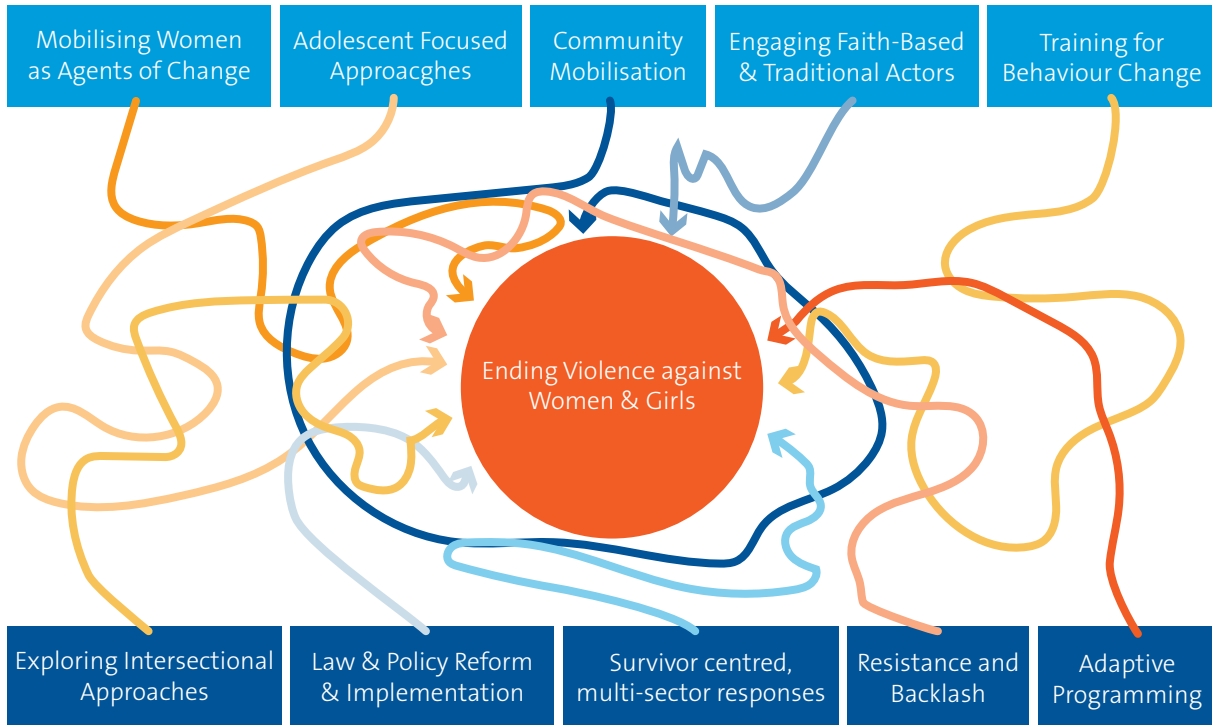 Mobilising Women
as Agents of Change
Adolescent Focused
Approacghes
Community
Mobilisation
Engaging Faith-Based
& Traditional Actors
Training for
Behaviour Change
Ending Violence against
Women & Girls
Exploring Intersectional
Approaches
Law & Policy Reform
& Implementation
Survivor centred,
multi-sector responses
Resistance and
Backlash
Adaptive
Programming